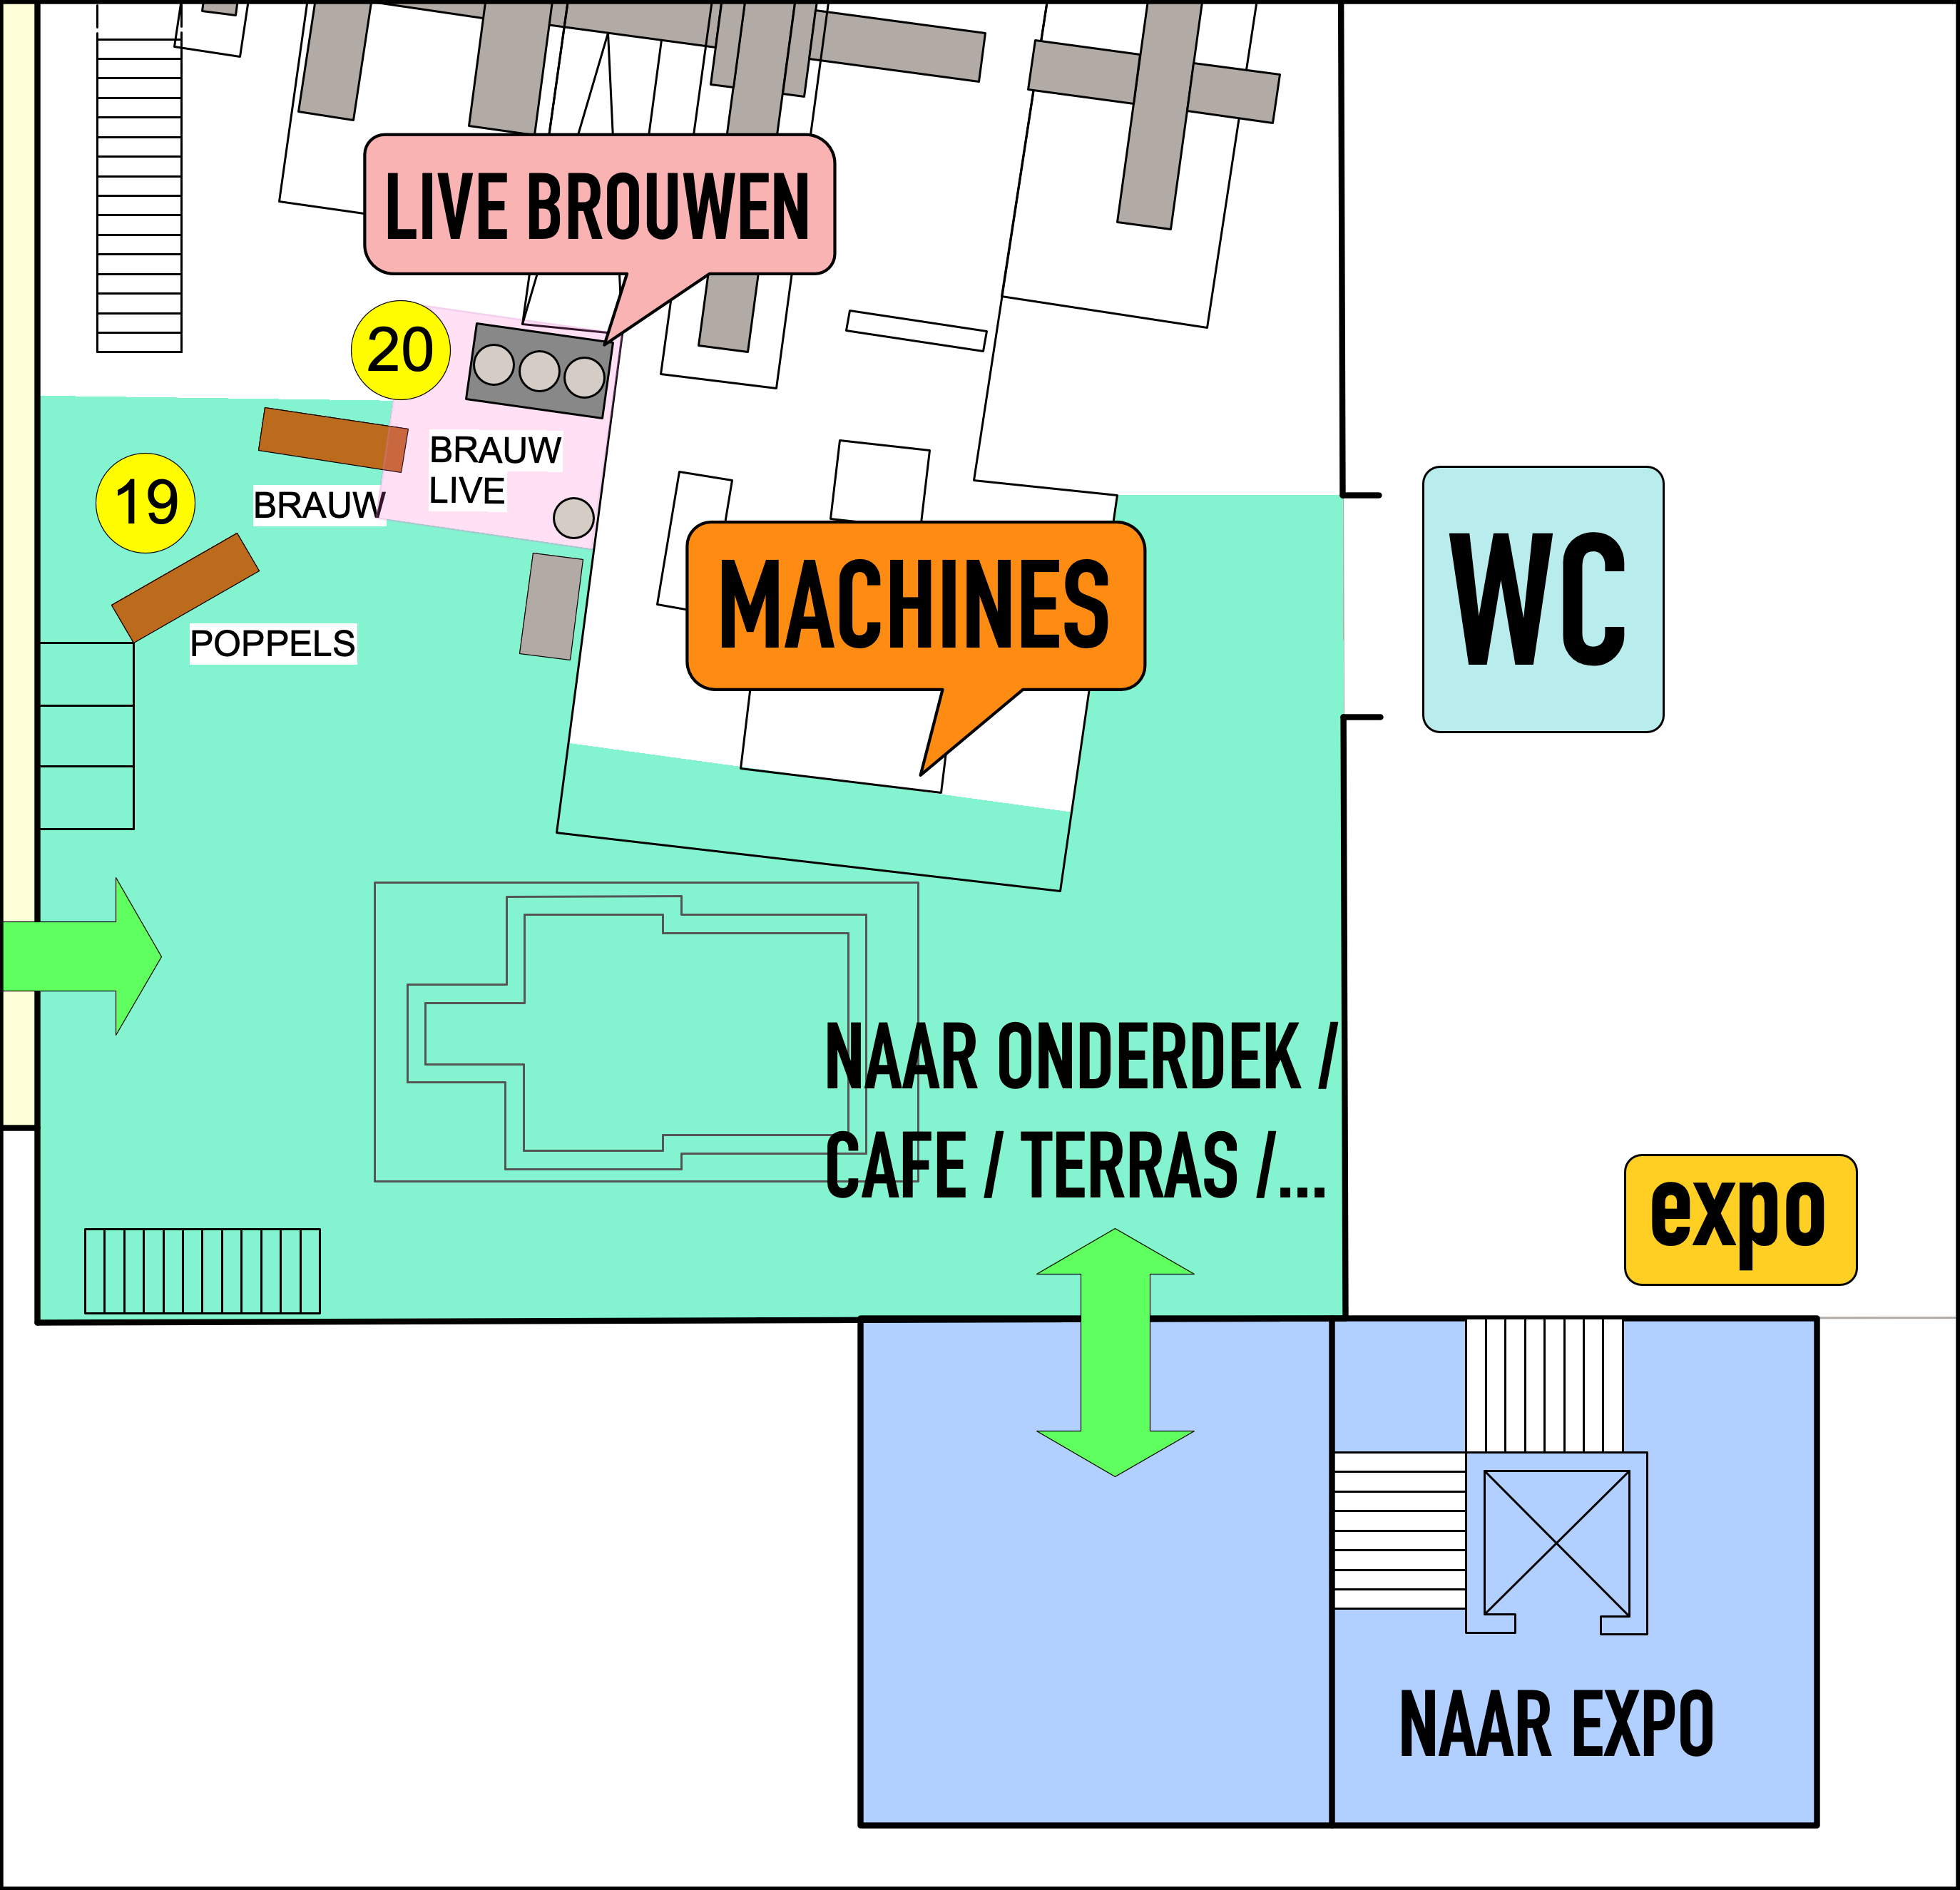 LIVE BROUWEN
20
BRAUW
LIVE
19
BRAUW
POPPELS
MACHINES
WC
NAAR ONDERDEK /
CAFE / TERRAS /...
expo
NAAR EXPO